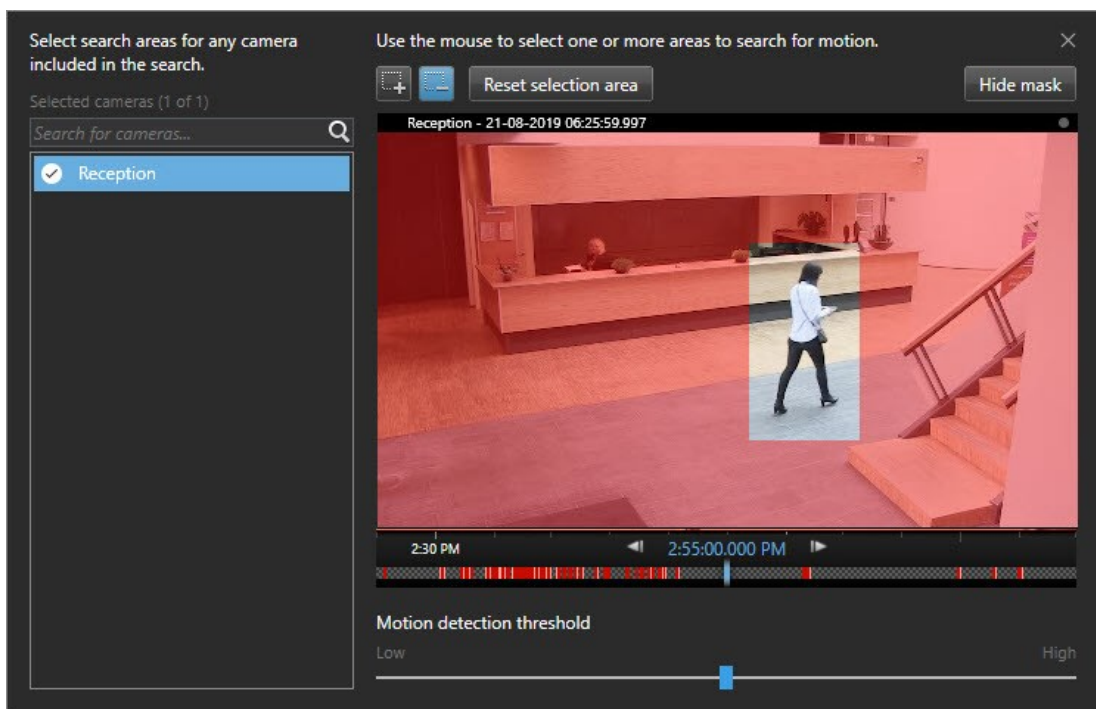 Select search areas for any camera
included in the search.
Selected cameras (1 of 1)
Search for cameras...
Reception
Use the mouse to select one or more areas to search for motion.
Reset selection area
Hide mask
Reception - 21-08-2019 06:25:59.997
2:30 PM
2:55:00.000 PM
Motion detection threshold
Low
High